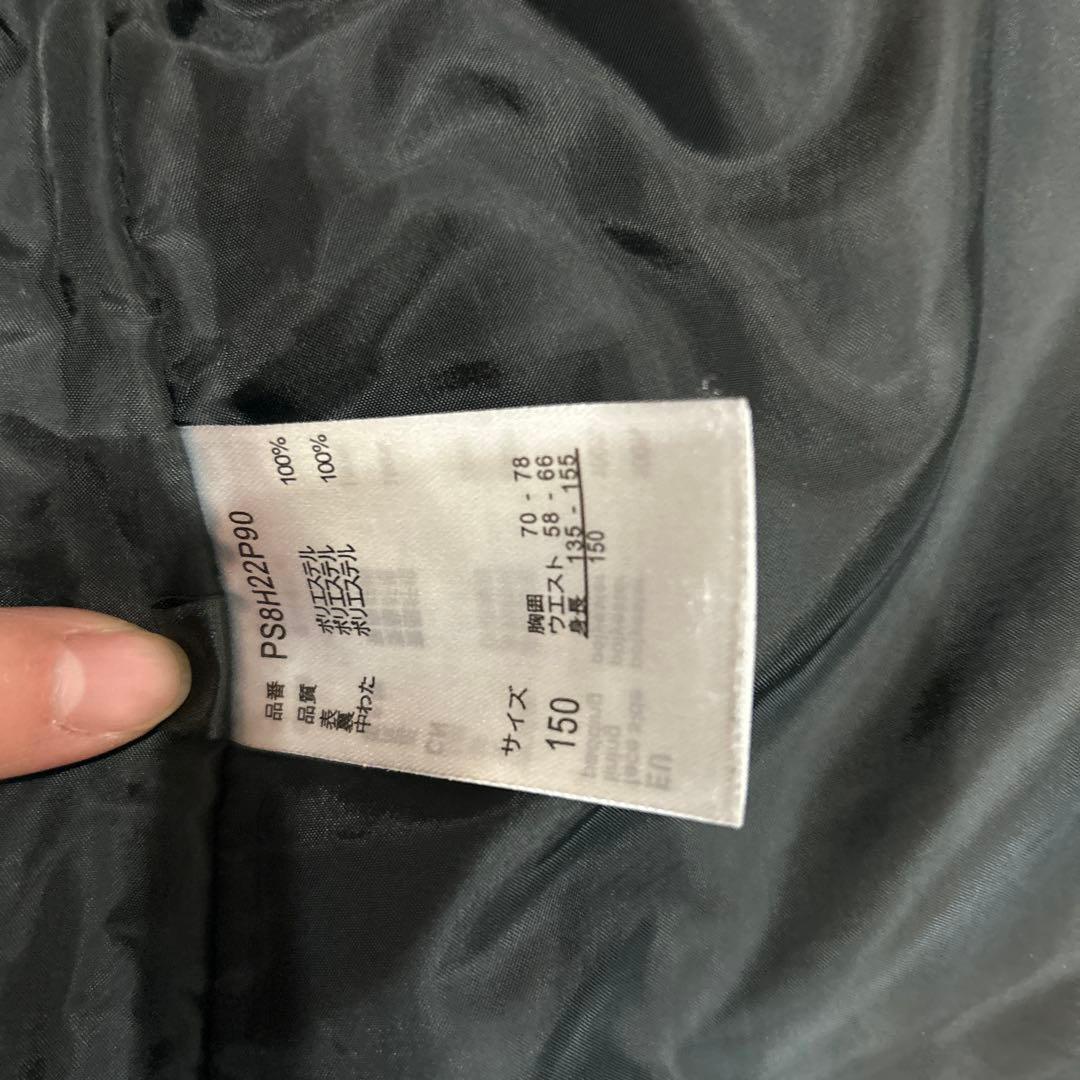 品番 PS8H22P90
品質
表 ポリエステル 100%
裏 ポリエステル 100%
中わた ポリエステル
サイズ 胸囲 70 - 78
150 ウエスト 58 - 66
身長 135 - 155
150